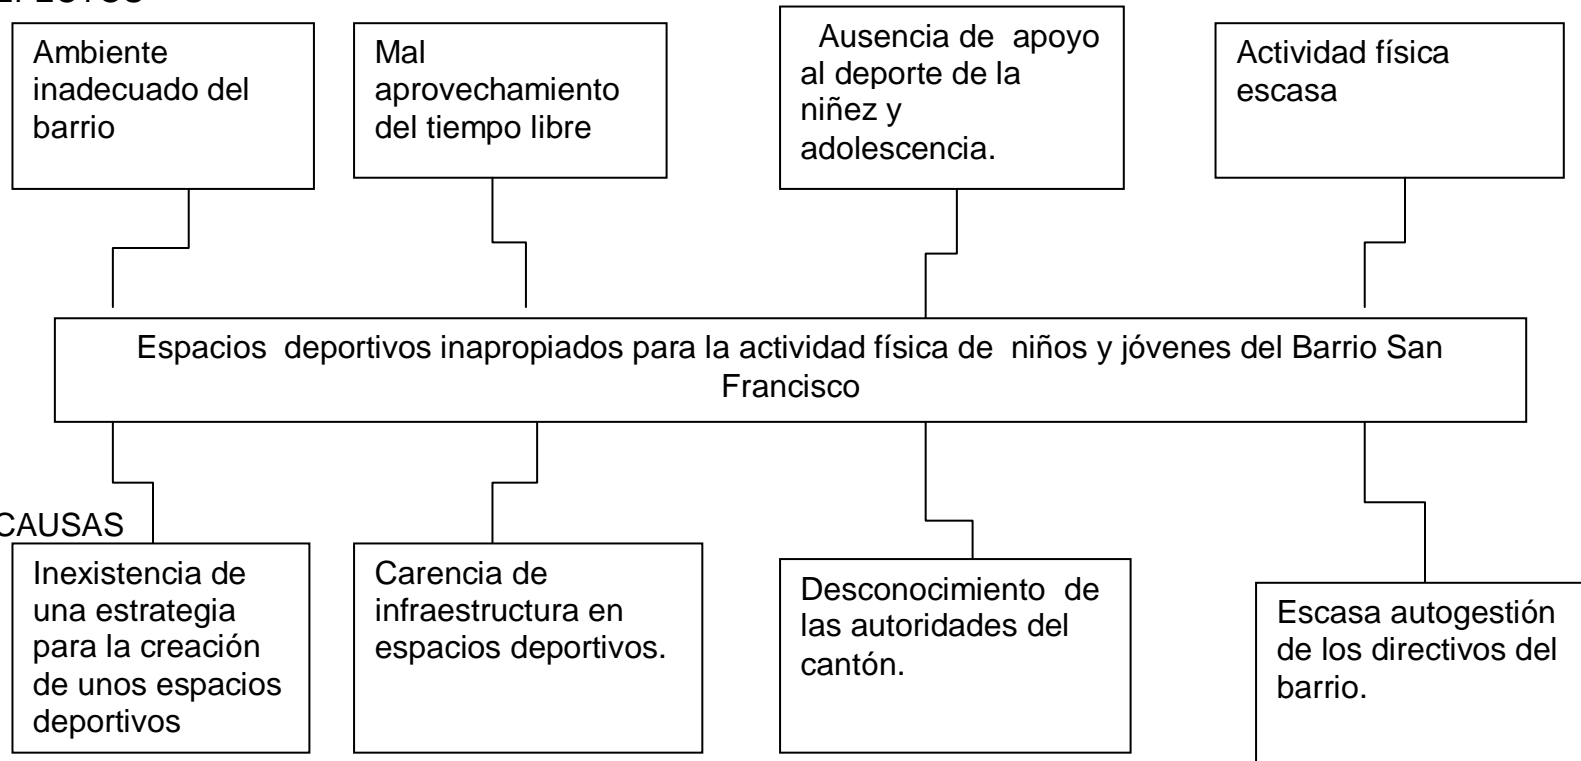 EFECTOS
Ambiente
inadecuado del
barrio
Mal
aprovechamiento
del tiempo libre
Ausencia de apoyo
al deporte de la
niñez y
adolescencia.
Actividad física
escasa
Espacios deportivos inapropiados para la actividad física de niños y jóvenes del Barrio San
Francisco
CAUSAS
Inexistencia de
una estrategia
para la creación
de unos espacios
deportivos
Carencia de
infraestructura en
espacios deportivos.
Desconocimiento de
las autoridades del
cantón.
Escasa autogestión
de los directivos del
barrio.